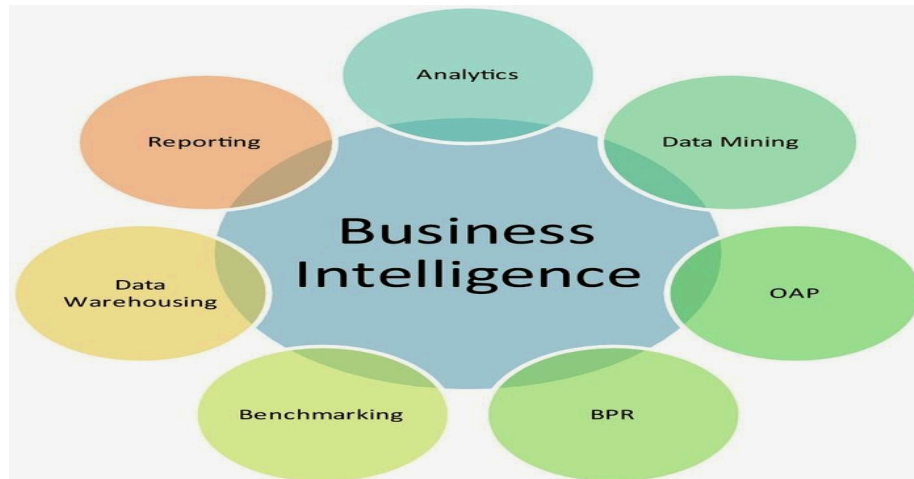 Analytics
Reporting
Data Mining
Business
Intelligence
Data
Warehousing
OAP
Benchmarking
BPR